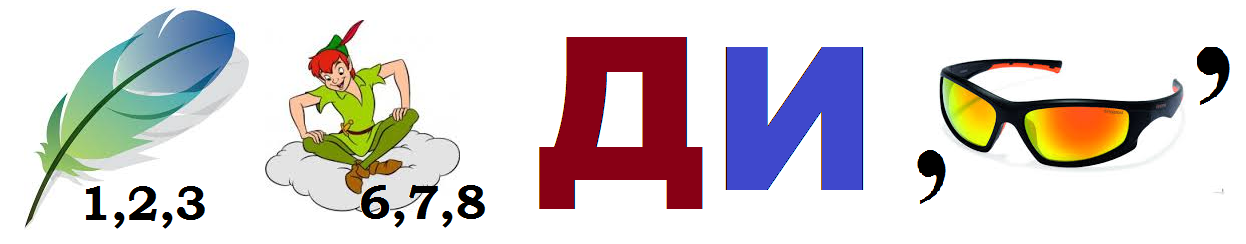 1,2,3 6,7,8 ДИ , ,